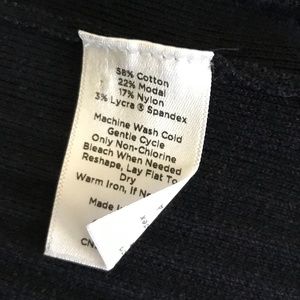 58% Cotton
22% Modal
17% Nylon
3% Lycra ® Spandex
Machine Wash Cold
Gentle Cycle
Only Non-Chlorine
Bleach When Needed
Reshape, Lay Flat To
Dry
Warm Iron, If
Made